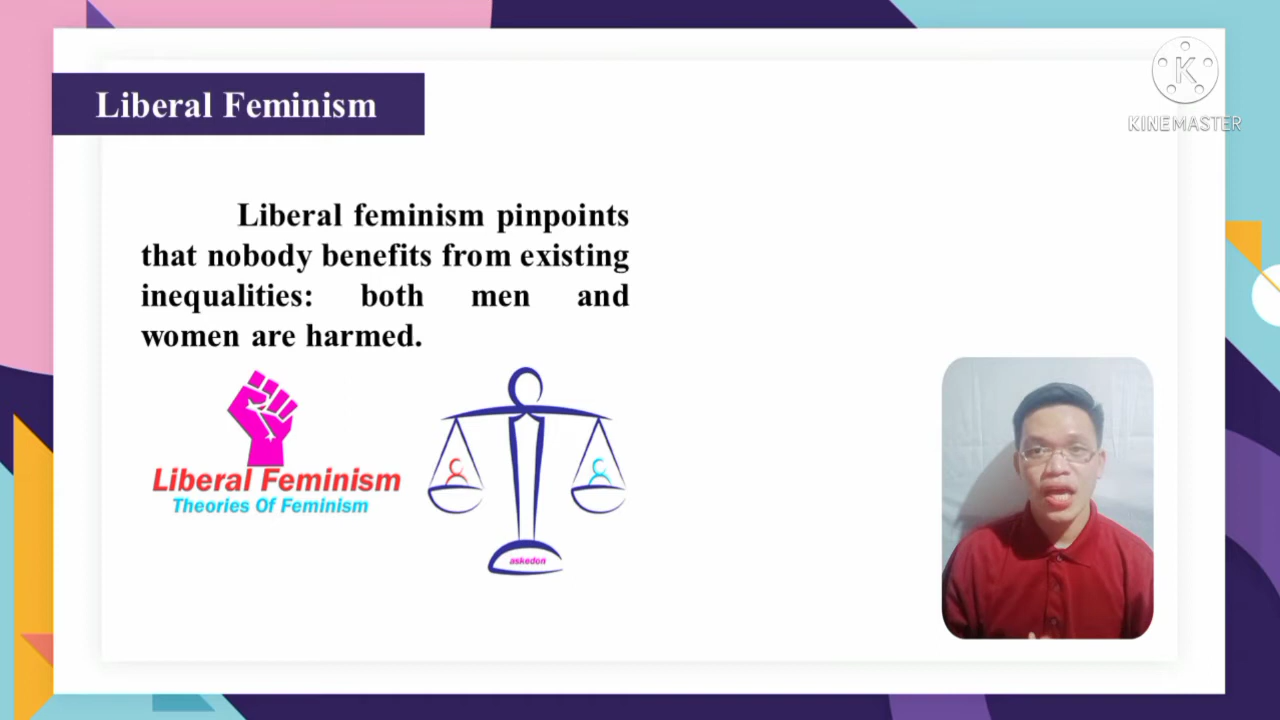 Liberal Feminism
K
KINEMASTER
Liberal feminism pinpoints
that nobody benefits from existing
inequalities: both men and
women are harmed.
Liberal Feminism
Theories Of Feminism
askedon